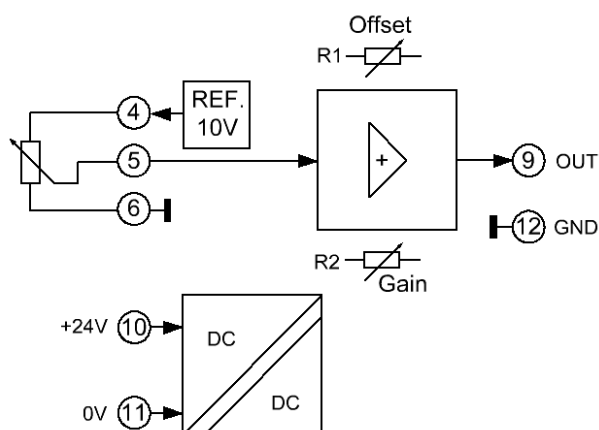 Offset
R1
REF.
10V
4
5
6
+
9 OUT
12 GND
R2
Gain
+24V 10
DC
0V 11
DC